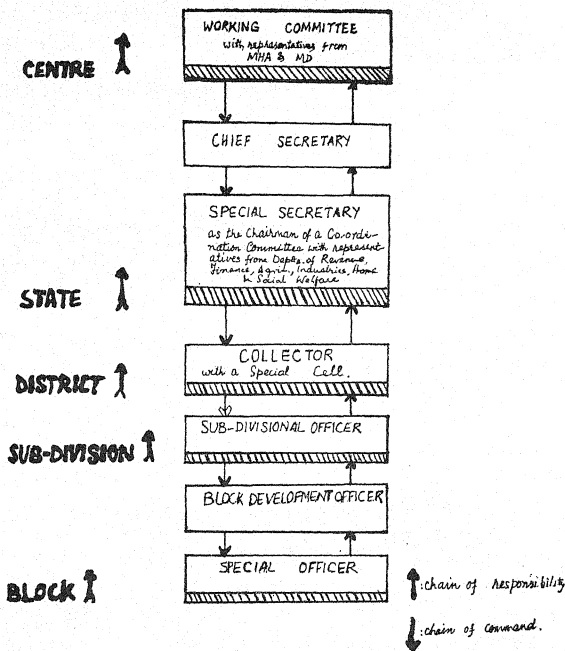 WORKING COMMITTEE
with representatives from
MHA & MD
CENTRE
CHIEF SECRETARY
SPECIAL SECRETARY
as the Chairman of a Co-ordi-
nation Committee with represent-
atives from Depts. of Revenue,
Finance, Agric., Industries, Home
& Social Welfare
STATE
COLLECTOR
with a Special Cell.
DISTRICT
SUB-DIVISIONAL OFFICER
SUB-DIVISION
BLOCK DEVELOPMENT OFFICER
SPECIAL OFFICER
BLOCK
:chain of responsibility
:chain of command.